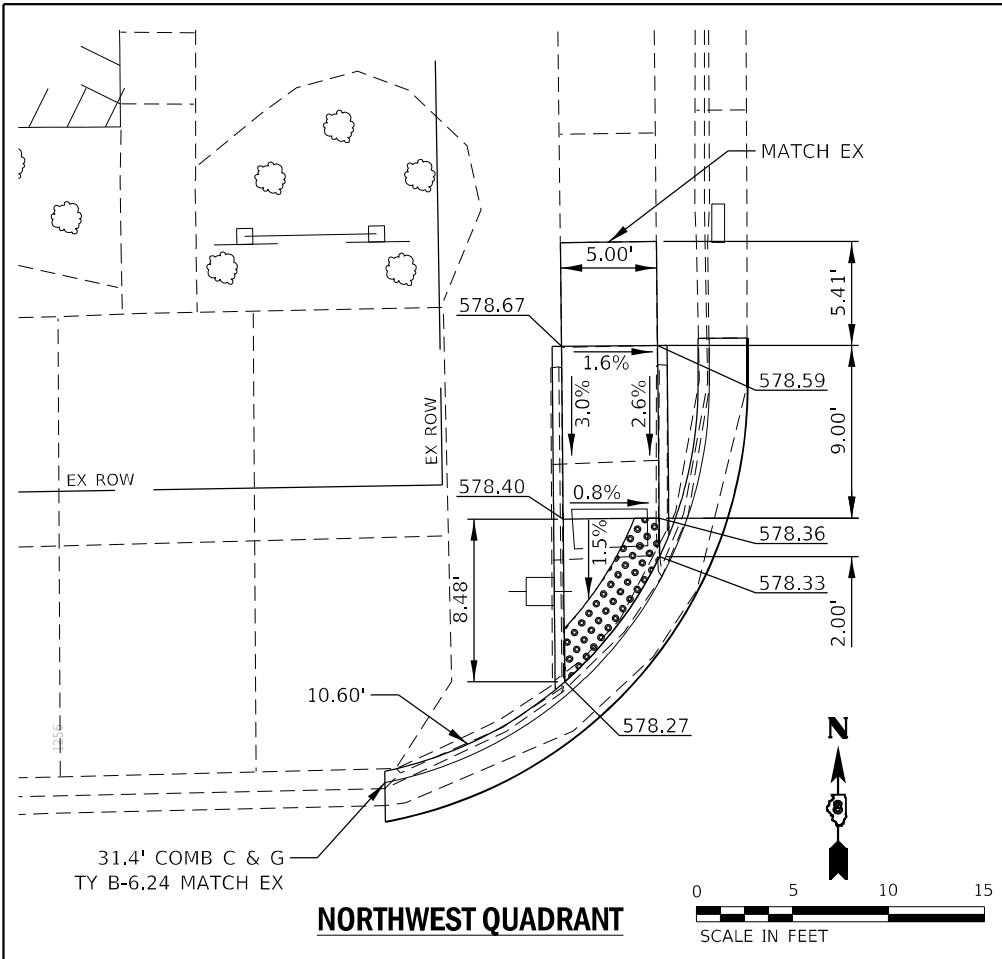 MATCH EX
5.00'
5.41'
578.67
1.6%
578.59
3.0%
2.6%
9.00'
EX ROW
EX ROW
578.40
0.8%
578.36
1.5%
578.33
8.48'
2.00'
10.60'
578.27
1256
N
31.4' COMB C & G
TY B-6.24 MATCH EX
0 5 10 15
SCALE IN FEET
NORTHWEST QUADRANT